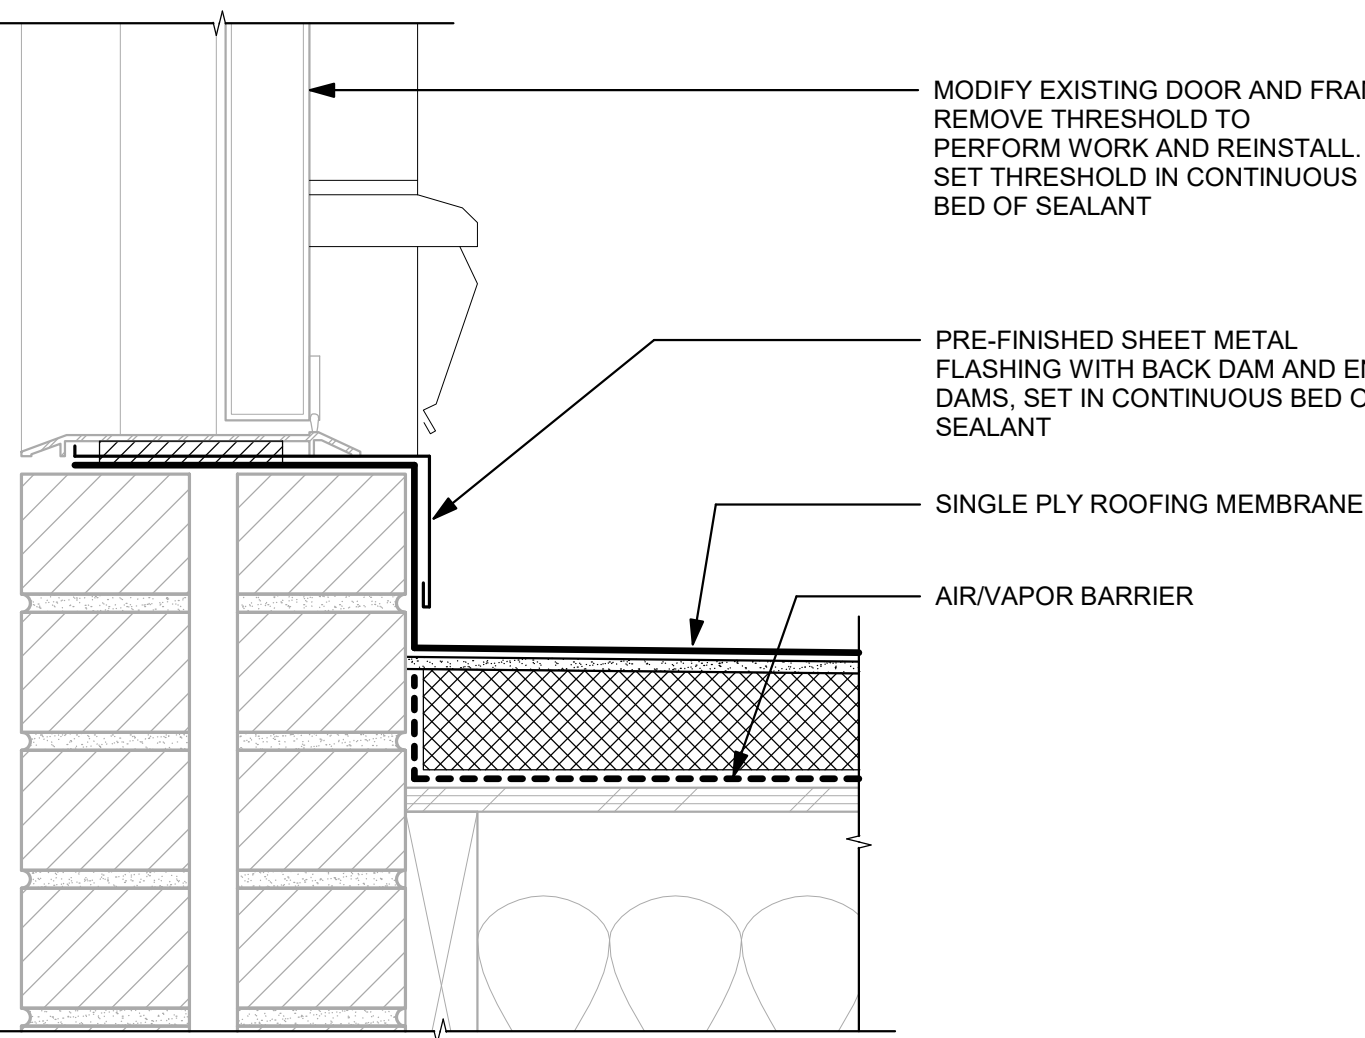 MODIFY EXISTING DOOR AND
REMOVE THRESHOLD TO
PERFORM WORK AND REINSTALL.
SET THRESHOLD IN CONTINUOUS
BED OF SEALANT
PRE-FINISHED SHEET METAL
FLASHING WITH BACK DAM AND
DAMS, SET IN CONTINUOUS BED
SEALANT
SINGLE PLY ROOFING MEMBRANE
AIR/VAPOR BARRIER